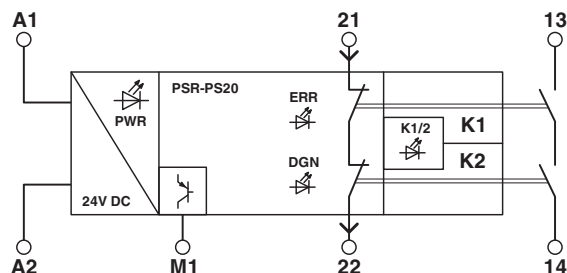 A1 21 13
PSR-PS20
PWR
ERR
K1/2
K1
K2
DGN
24V DC
A2 M1 22 14